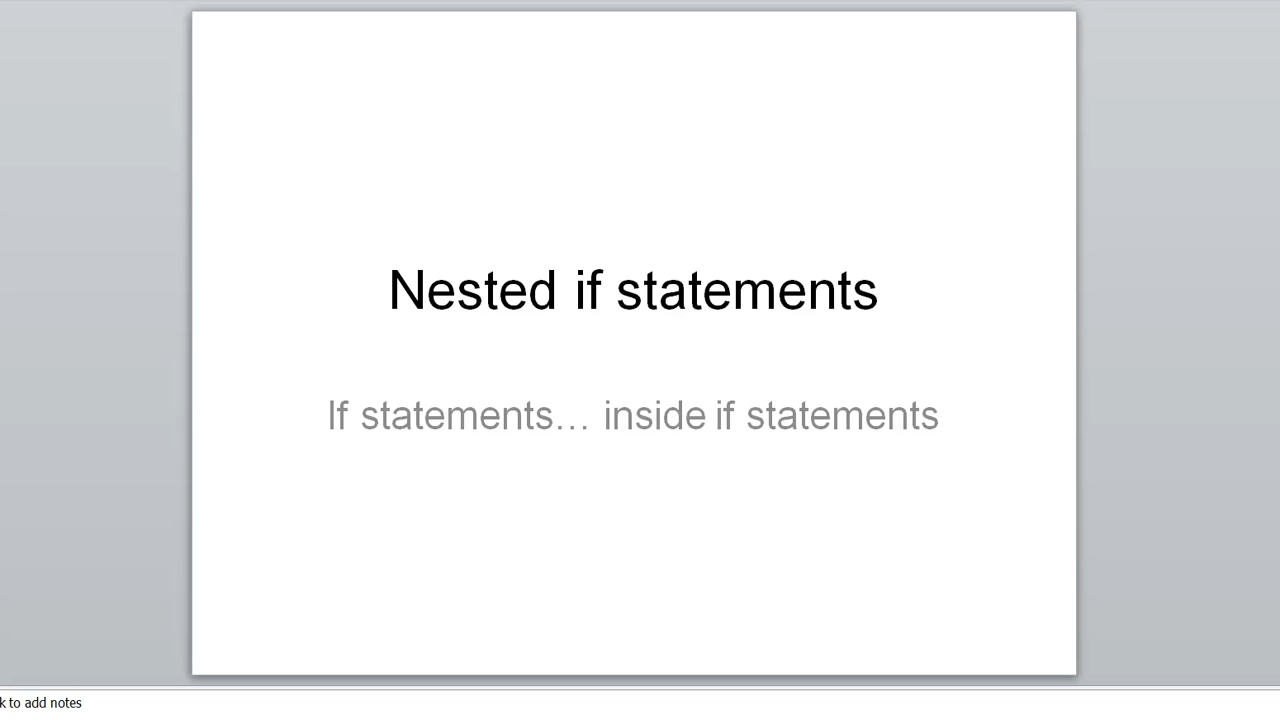 Nested if statements
If statements… inside if statements
k to add notes